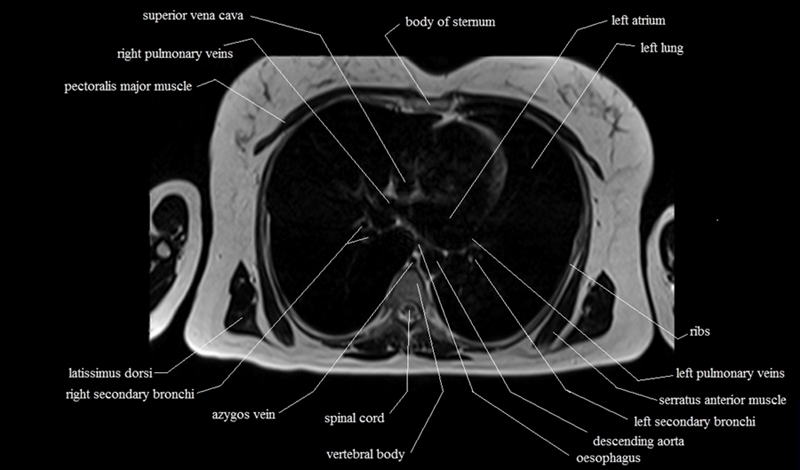 superior vena cava
body of sternum
left atrium
right pulmonary veins
left lung
pectoralis major muscle
ribs
latissimus dorsi
left pulmonary veins
right secondary bronchi
serratus anterior muscle
azygos vein
spinal cord
left secondary bronchi
descending aorta
vertebral body
oesophagus